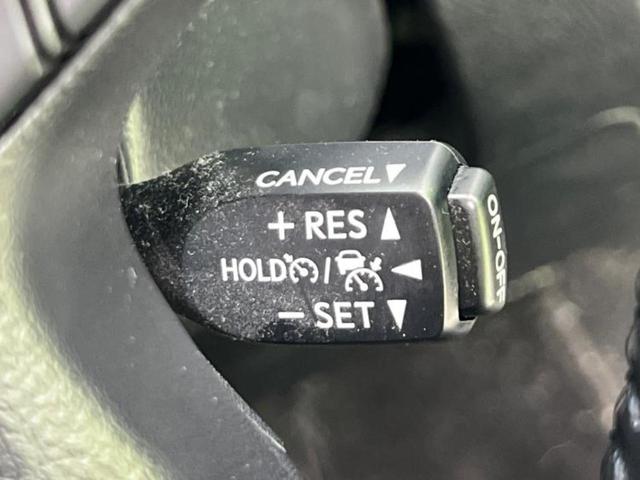 CANCEL▼
+ RES ▲
HOLD / ◀
− SET ▼
ON-OFF